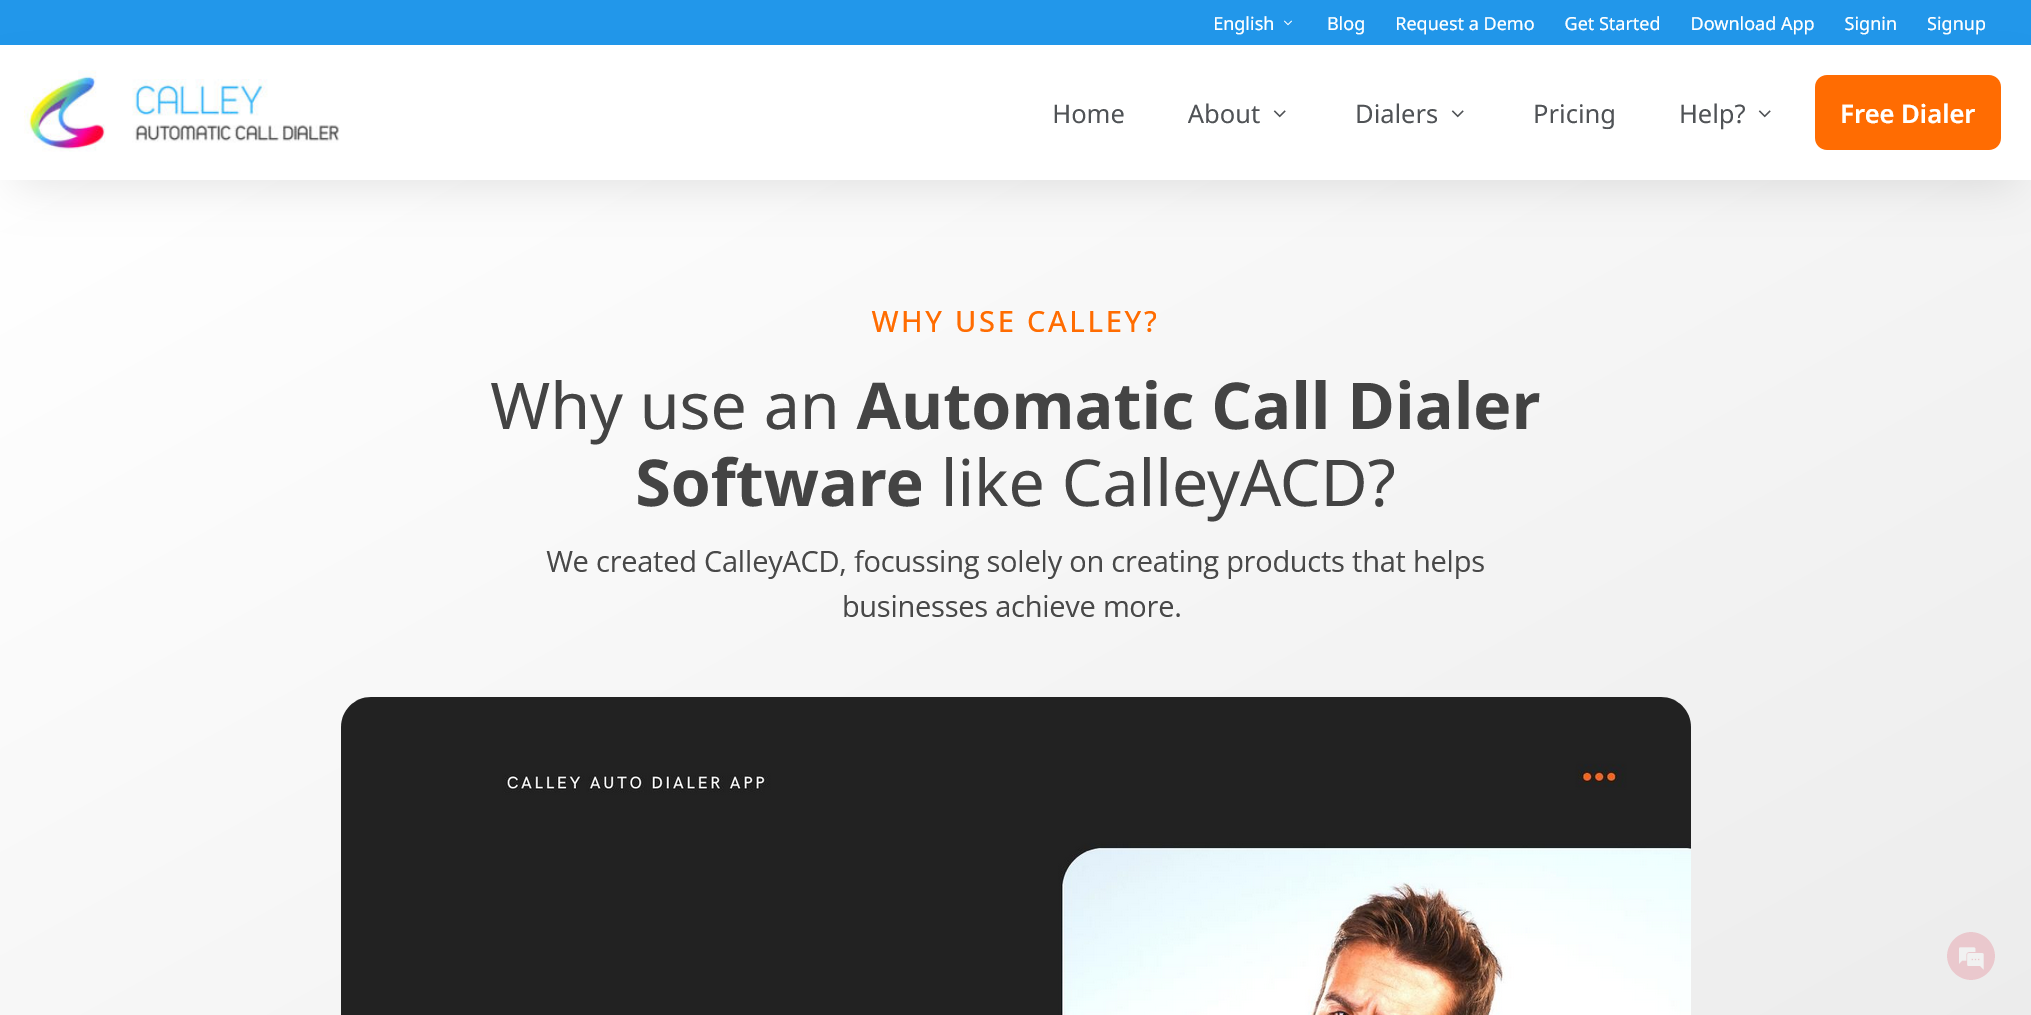 English Blog Request a Demo Get Started Download App Signin Signup
CALLEY
AUTOMATIC CALL DIALER
Home About Dialers Pricing Help? Free Dialer
WHY USE CALLEY?
Why use an Automatic Call Dialer
Software like CalleyACD?
We created CalleyACD, focussing solely on creating products that helps
businesses achieve more.
CALLEY AUTO DIALER APP